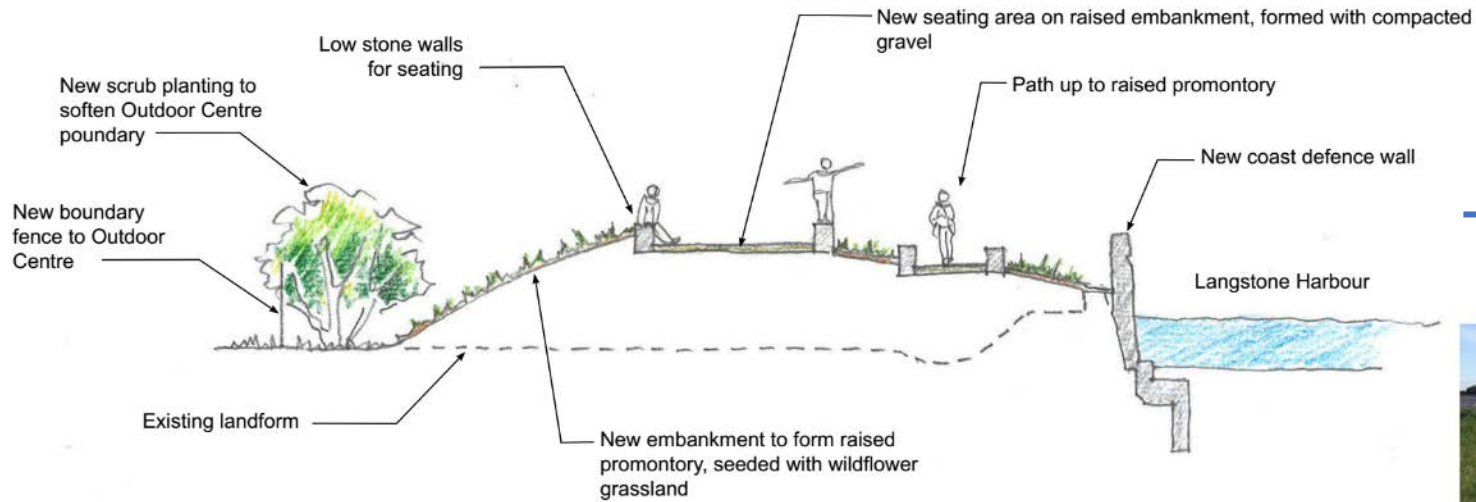 New seating area on raised embankment, formed with compacted
gravel
Low stone walls
for seating
New scrub planting to
soften Outdoor Centre
poundary
Path up to raised promontory
New coast defence wall
New boundary
fence to Outdoor
Centre
Langstone Harbour
Existing landform
New embankment to form raised
promontory, seeded with wildflower
grassland